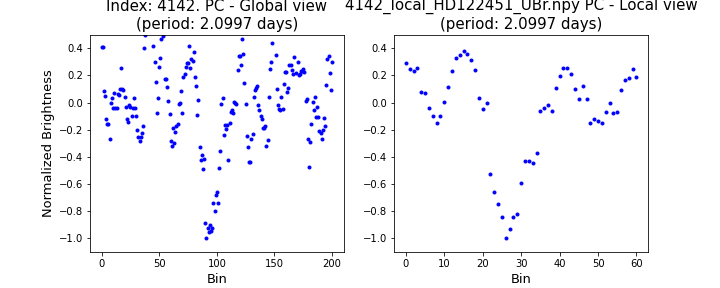 Index: 4142. PC - Global view
(period: 2.0997 days)
4142_local_HD122451_UBr.npy PC - Local view
(period: 2.0997 days)
Normalized Brightness
0.4
0.2
0.0
−0.2
−0.4
−0.6
−0.8
−1.0
0 50 100 150 200
Bin
0.4
0.2
0.0
−0.2
−0.4
−0.6
−0.8
−1.0
0 10 20 30 40 50 60
Bin